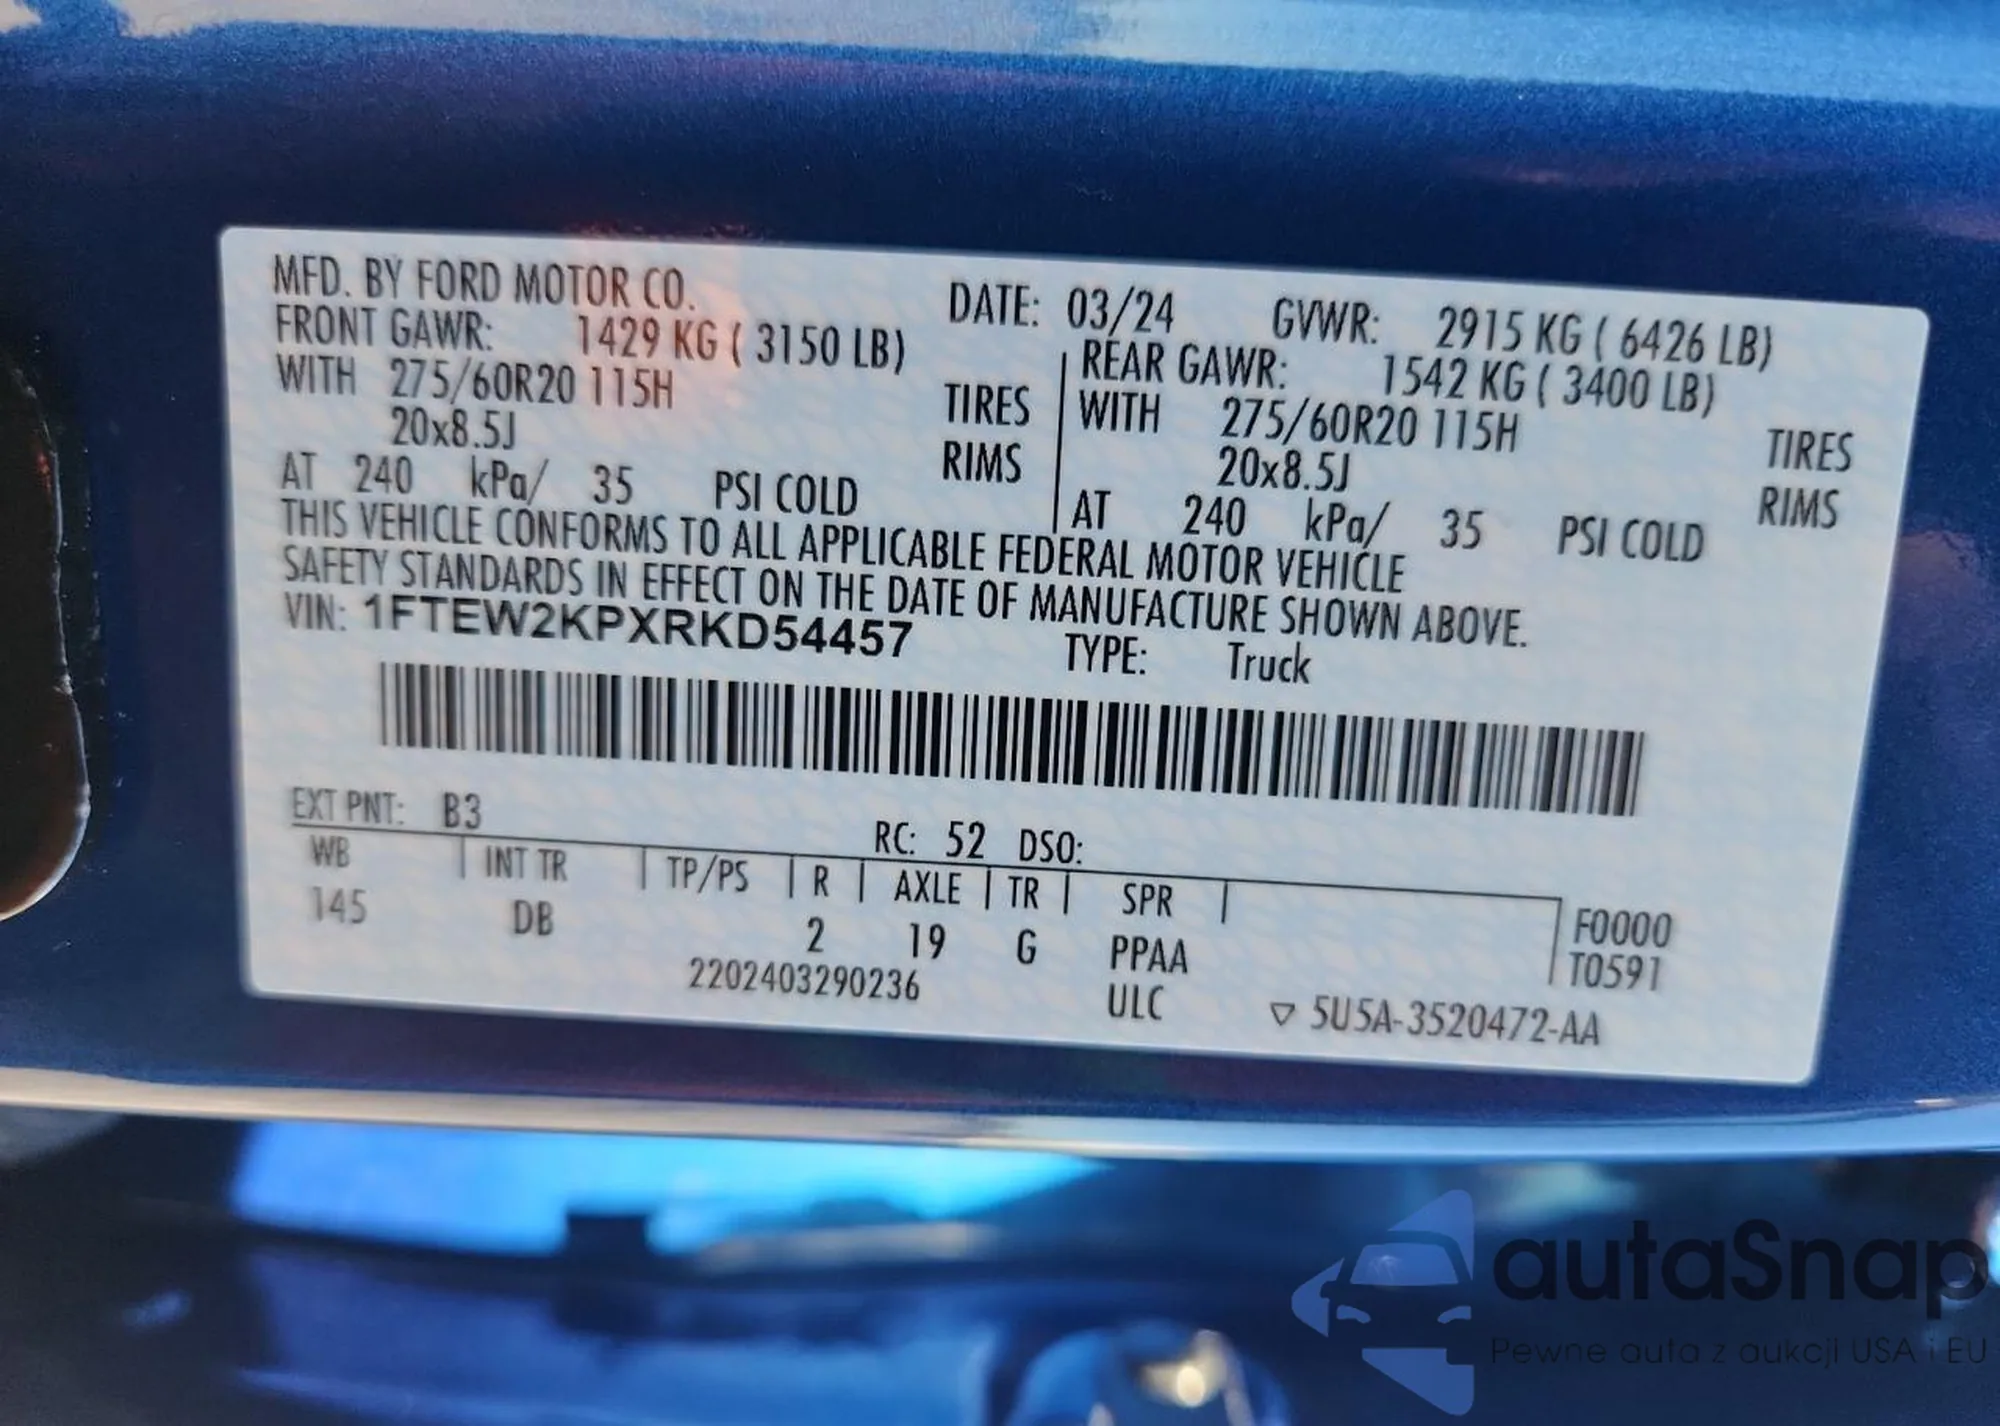 MFD. BY FORD MOTOR CO.
DATE: 03/24 GVWR: 2915 KG ( 6426 LB)
FRONT GAWR: 1429 KG ( 3150 LB)
WITH 275/60R20 115H TIRES
20x8.5J RIMS
AT 240 kPa/ 35 PSI COLD
REAR GAWR: 1542 KG ( 3400 LB)
WITH 275/60R20 115H TIRES
20x8.5J RIMS
AT 240 kPa/ 35 PSI COLD
THIS VEHICLE CONFORMS TO ALL APPLICABLE FEDERAL MOTOR VEHICLE
SAFETY STANDARDS IN EFFECT ON THE DATE OF MANUFACTURE SHOWN ABOVE.
VIN: 1FTEW2KPXRKD54457 TYPE: Truck
EXT PNT: B3 RC: 52 DSO:
WB | INT TR | TP/PS | R | AXLE | TR | SPR |
145 DB 2 19 G PPAA
F0000
T0591
2202403290236 ULC ▽ 5U5A-3520472-AA
autaSnap
Pewne auta z aukcji USA i EU